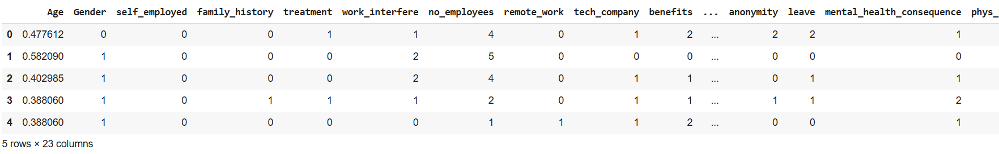 Age Gender self_employed family_history treatment work_interfere no_employees remote_work tech_company benefits ... anonymity leave mental_health_consequence phys_
0 0.477612 0 0 0 1 1 4 0 1 2 ... 2 2 1
1 0.582090 1 0 0 0 2 5 0 0 0 ... 0 0 0
2 0.402985 1 0 0 0 2 4 0 1 1 ... 0 1 1
3 0.388060 1 0 1 1 1 2 0 1 1 ... 1 1 2
4 0.388060 1 0 0 0 0 1 1 1 2 ... 0 0 1
5 rows × 23 columns